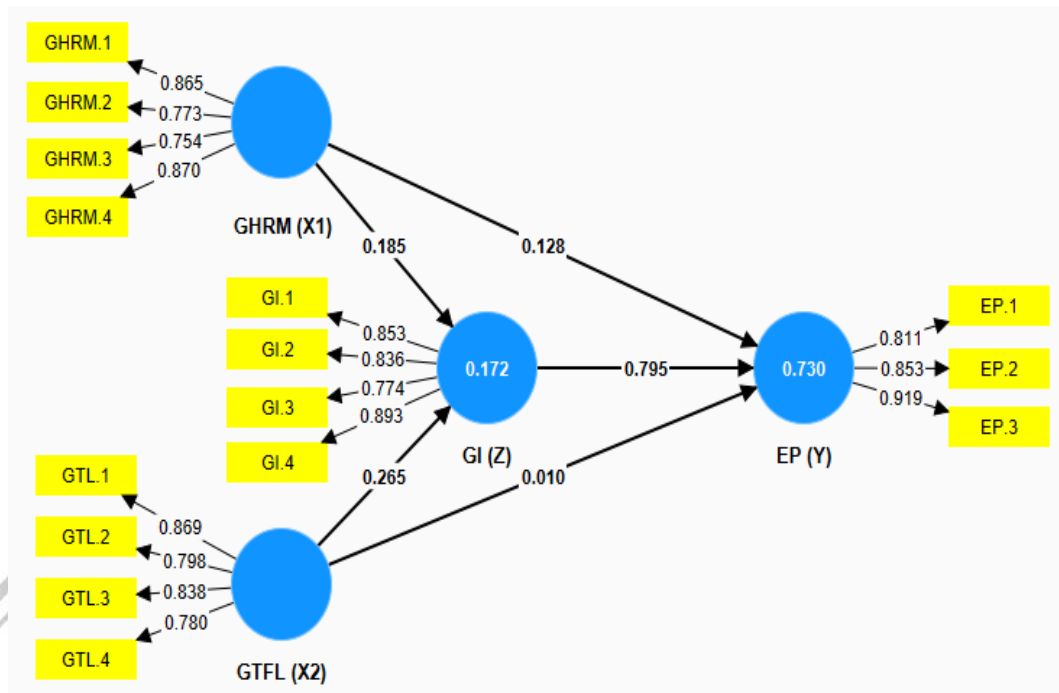 GHRM.1
GHRM.2
GHRM.3
GHRM.4
0.865
0.773
0.754
0.870
GHRM (X1)
0.185
0.128
GI.1
GI.2
GI.3
GI.4
0.853
0.836
0.774
0.893
0.172
GI (Z)
0.795
0.730
EP (Y)
0.811
0.853
0.919
EP.1
EP.2
EP.3
0.265
0.010
GTL.1
GTL.2
GTL.3
GTL.4
0.869
0.798
0.838
0.780
GTFL (X2)